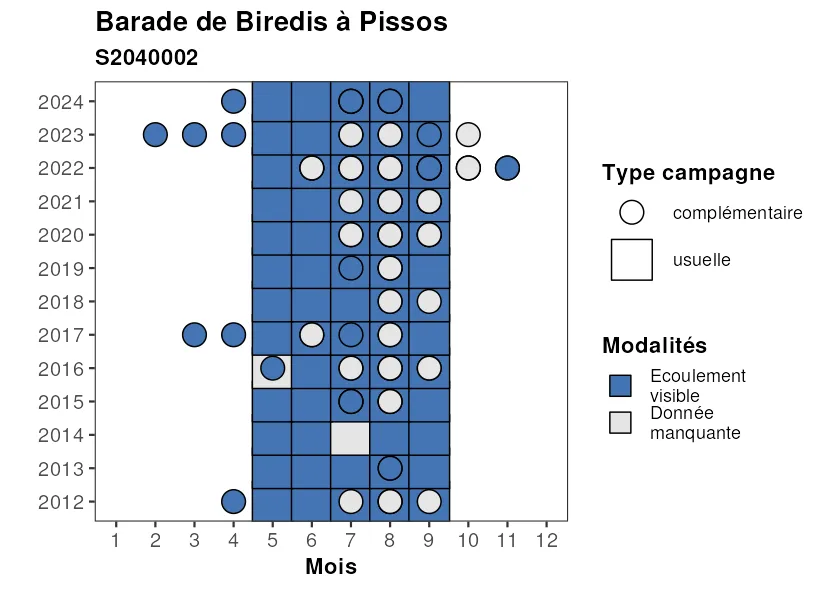 Barade de Biredis à Pissos
S2040002
2024
2023
2022
2021
2020
2019
2018
2017
2016
2015
2014
2013
2012
1 2 3 4 5 6 7 8 9 10 11 12
Mois
Type campagne
complémentaire
usuelle
Modalités
Ecoulement
visible
Donnée
manquante